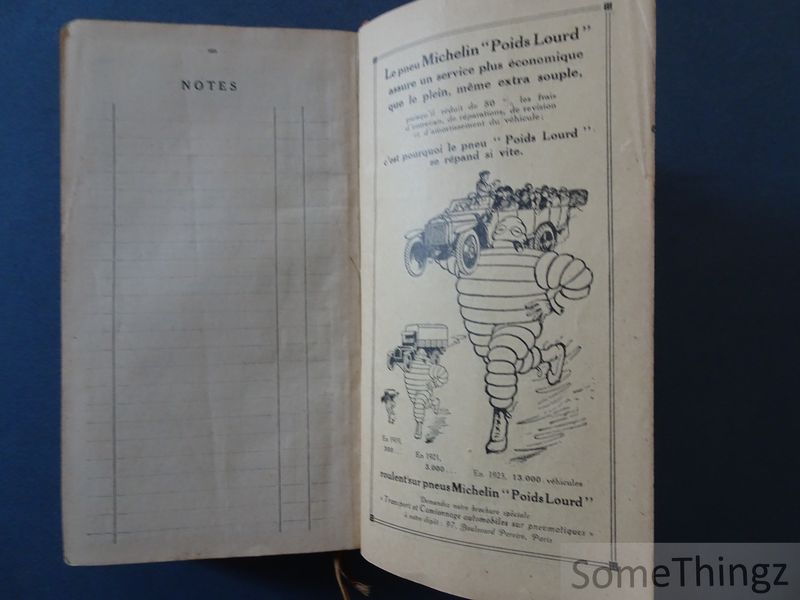 NOTES
Le pneu Michelin "Poids Lourd"
assure un service plus économique
que le plein, même extra souple,
puisqu'il réduit de 50 % les frais
d'entretien, de réparations, de revision
et d'amortissement du véhicule;
c'est pourquoi le pneu "Poids Lourd"
se répand si vite.
En 1919,
300...
En 1921,
3.000...
En 1923, 13.000 véhicules
roulent sur pneus Michelin "Poids Lourd"
Demandez notre brochure spéciale
« Transport et Camionnage automobiles sur pneumatiques »
à notre dépôt : 97, Boulevard Pereire, Paris
SomeThingz